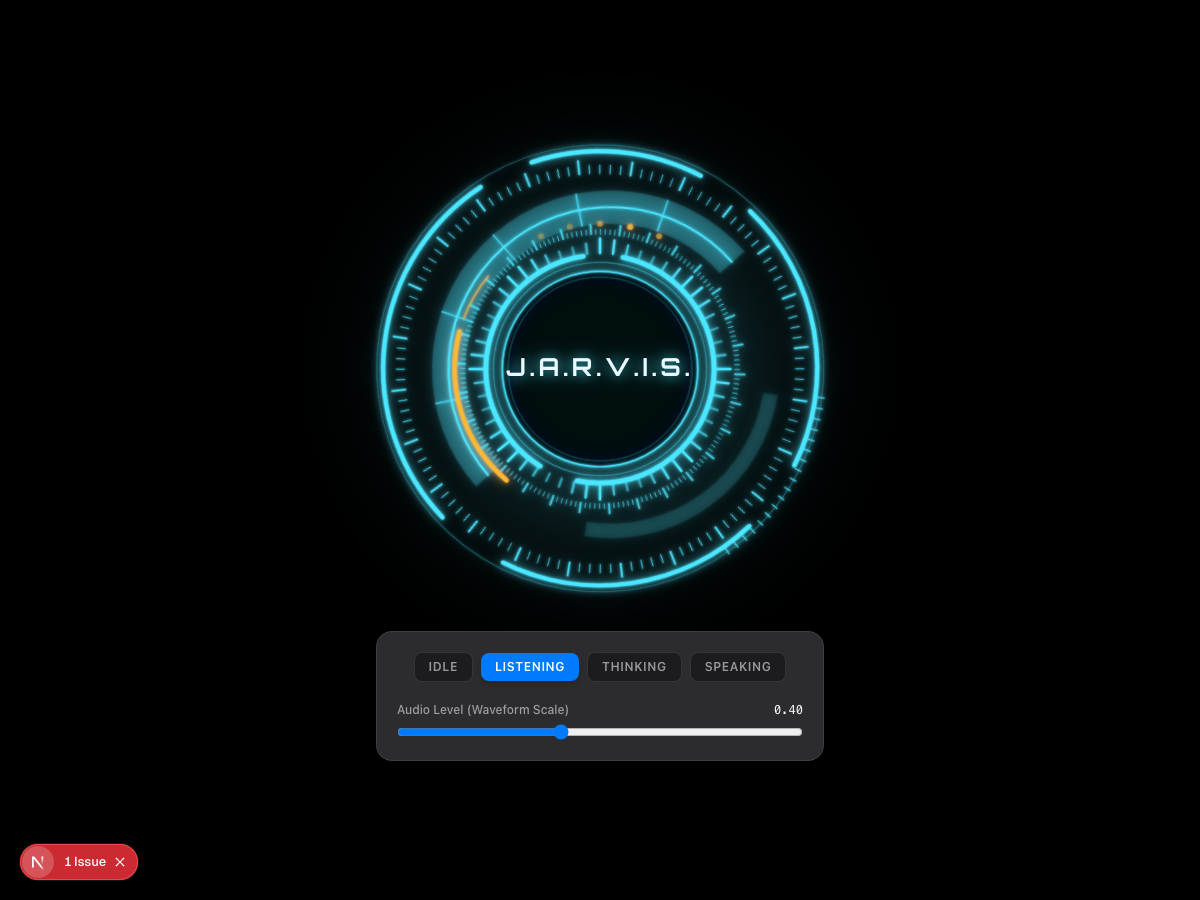 J.A.R.V.I.S.
IDLE LISTENING THINKING SPEAKING
Audio Level (Waveform Scale) 0.40
N 1 Issue